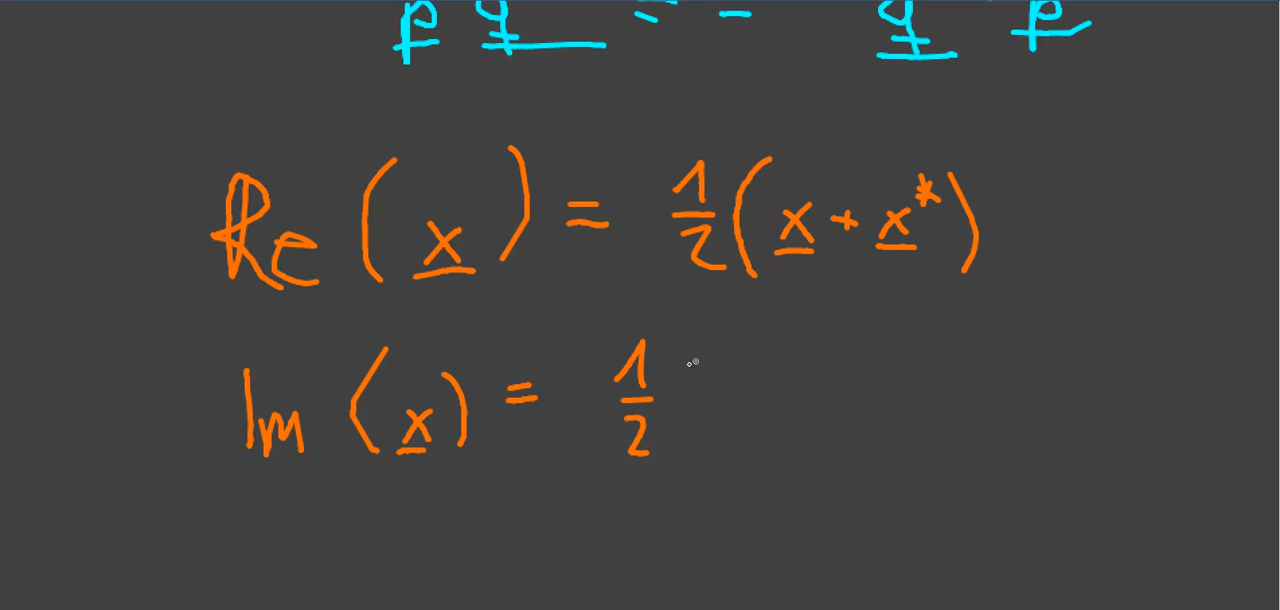 p q = - q p
Re (x) = 1/2 (x + x*)
Im (x) = 1/2